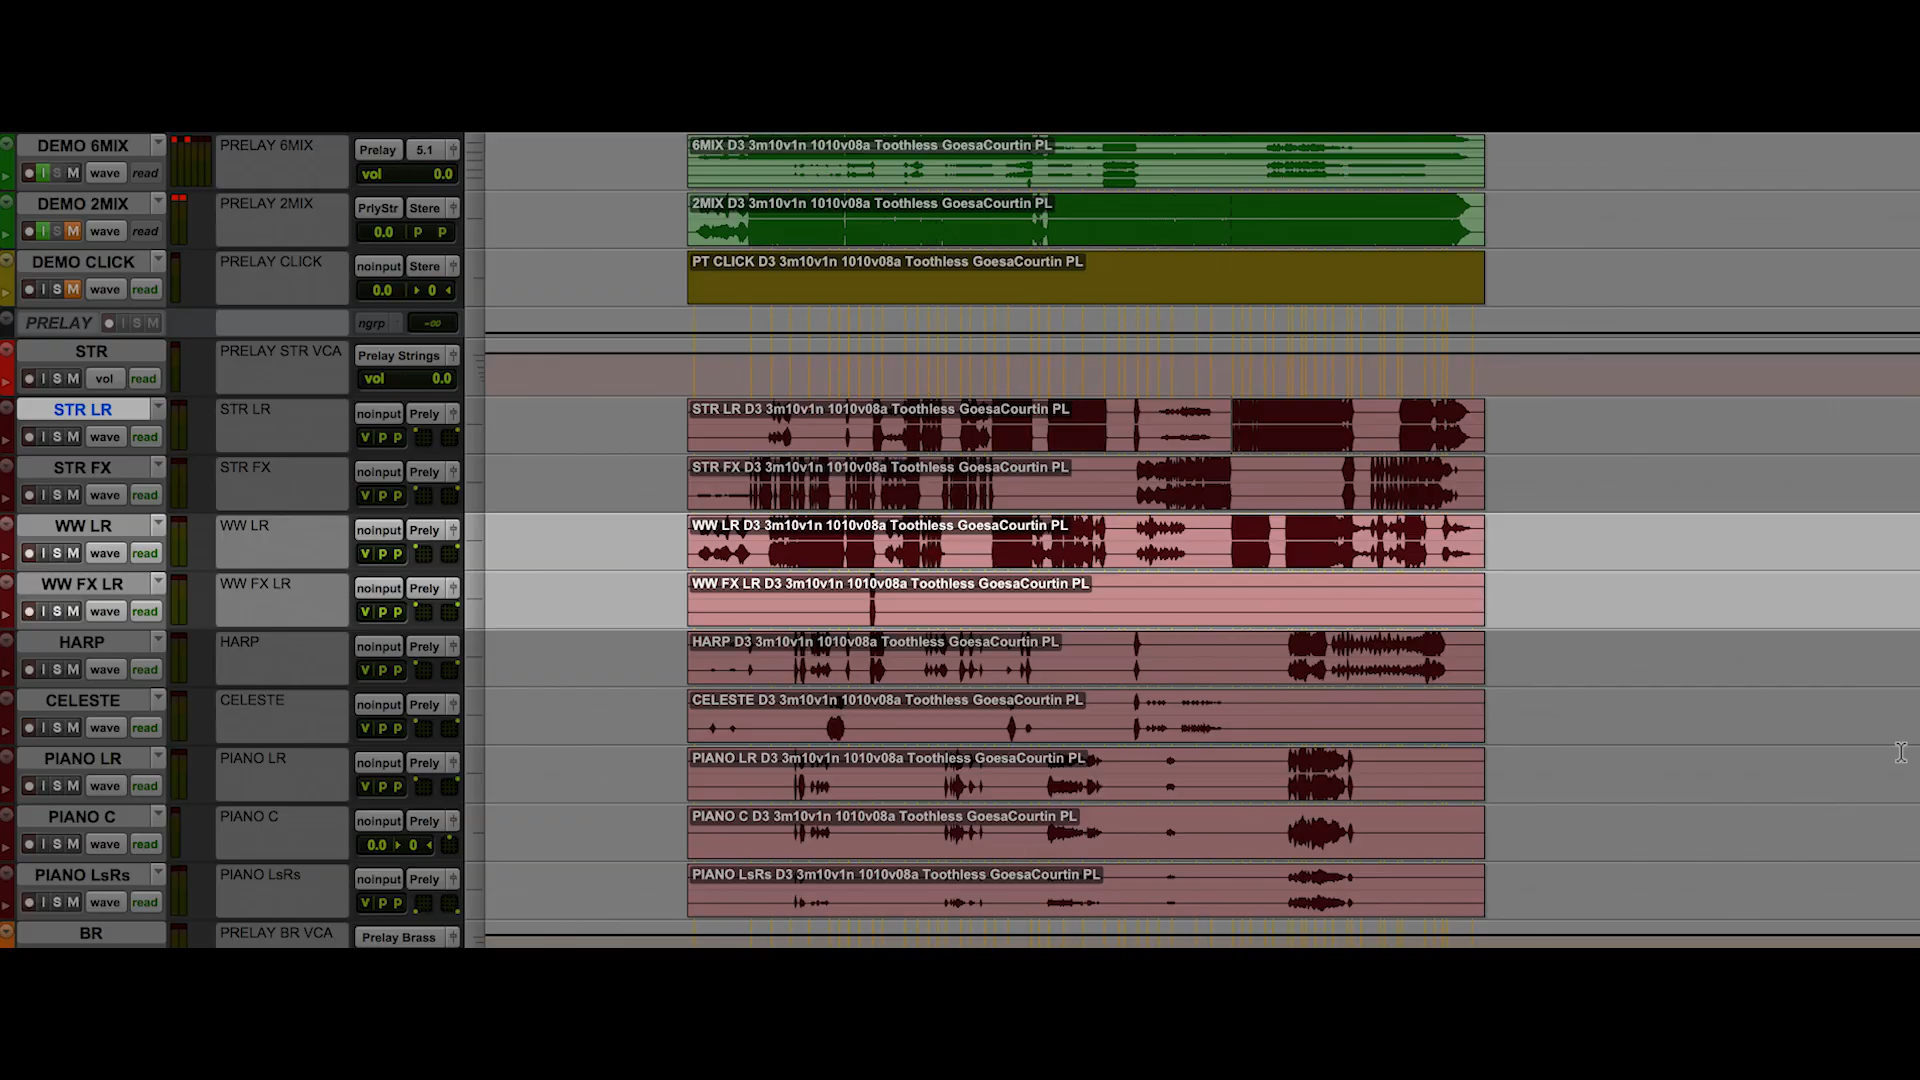 DEMO 6MIX PRELAY 6MIX Prelay 5.1 6MIX D3 3m10v1n 1010v08a Toothless GoesaCourtin PL
I S M wave read vol 0.0
DEMO 2MIX PRELAY 2MIX PrlyStr Stere 2MIX D3 3m10v1n 1010v08a Toothless GoesaCourtin PL
I S M wave read 0.0 P P
DEMO CLICK PRELAY CLICK noinput Stere PT CLICK D3 3m10v1n 1010v08a Toothless GoesaCourtin PL
I S M wave read 0.0 0
PRELAY I S M ngrp -∞
STR PRELAY STR VCA Prelay Strings
I S M vol read vol 0.0
STR LR STR LR noinput Prely STR LR D3 3m10v1n 1010v08a Toothless GoesaCourtin PL
I S M wave read V P P
STR FX STR FX noinput Prely STR FX D3 3m10v1n 1010v08a Toothless GoesaCourtin PL
I S M wave read V P P
WW LR WW LR noinput Prely WW LR D3 3m10v1n 1010v08a Toothless GoesaCourtin PL
I S M wave read V P P
WW FX LR WW FX LR noinput Prely WW FX LR D3 3m10v1n 1010v08a Toothless GoesaCourtin PL
I S M wave read V P P
HARP HARP noinput Prely HARP D3 3m10v1n 1010v08a Toothless GoesaCourtin PL
I S M wave read V P P
CELESTE CELESTE noinput Prely CELESTE D3 3m10v1n 1010v08a Toothless GoesaCourtin PL
I S M wave read V P P
PIANO LR PIANO LR noinput Prely PIANO LR D3 3m10v1n 1010v08a Toothless GoesaCourtin PL
I S M wave read V P P
PIANO C PIANO C noinput Prely PIANO C D3 3m10v1n 1010v08a Toothless GoesaCourtin PL
I S M wave read 0.0 0
PIANO LsRs PIANO LsRs noinput Prely PIANO LsRs D3 3m10v1n 1010v08a Toothless GoesaCourtin PL
I S M wave read V P P
BR PRELAY BR VCA Prelay Brass